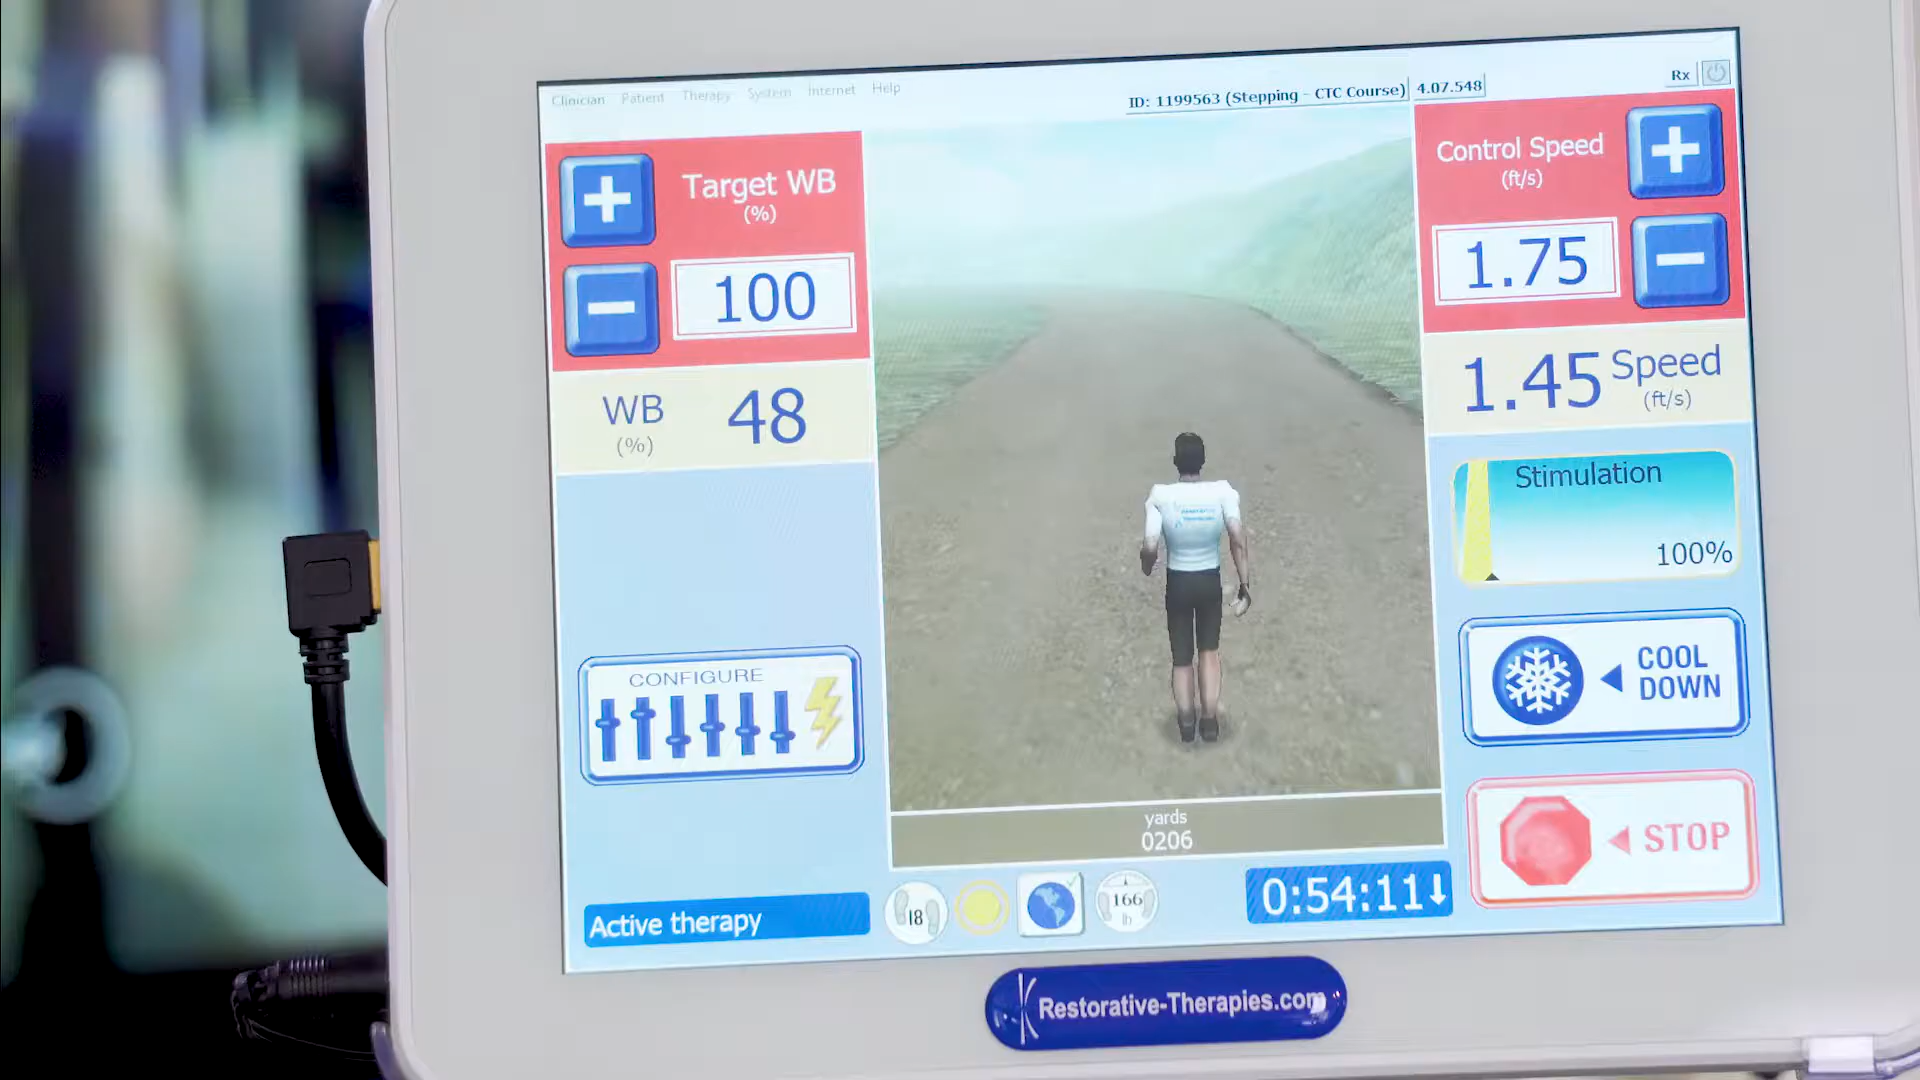 Clinician Patient Therapy System Internet Help
ID: 1199563 (Stepping - CTC Course) 4.07.548
Rx
Target WB
(%)
100
WB
(%)
48
CONFIGURE
Active therapy
yards
0206
18
166
lb
0:54:11↓
Control Speed
(ft/s)
1.75
1.45 Speed
(ft/s)
Stimulation
100%
COOL
DOWN
STOP
Restorative-Therapies.com